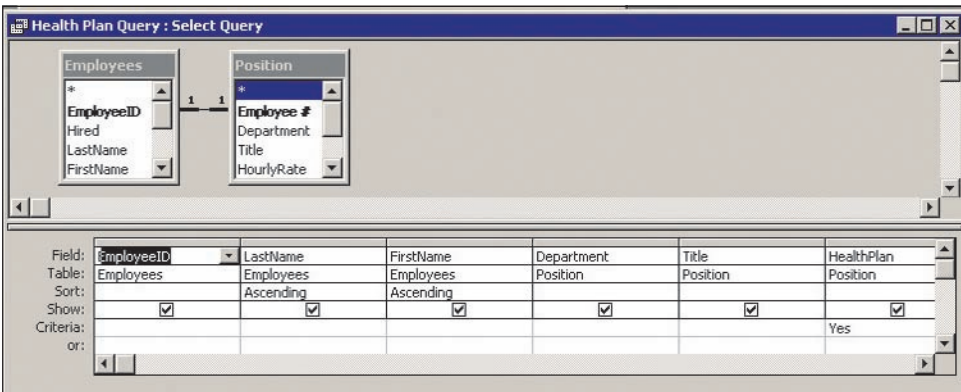 Health Plan Query : Select Query
Employees
*
EmployeeID
Hired
LastName
FirstName
1 1
Position
*
Employee #
Department
Title
HourlyRate
Field: EmployeeID LastName FirstName Department Title HealthPlan
Table: Employees Employees Employees Position Position Position
Sort: Ascending Ascending
Show:
Criteria: Yes
or: